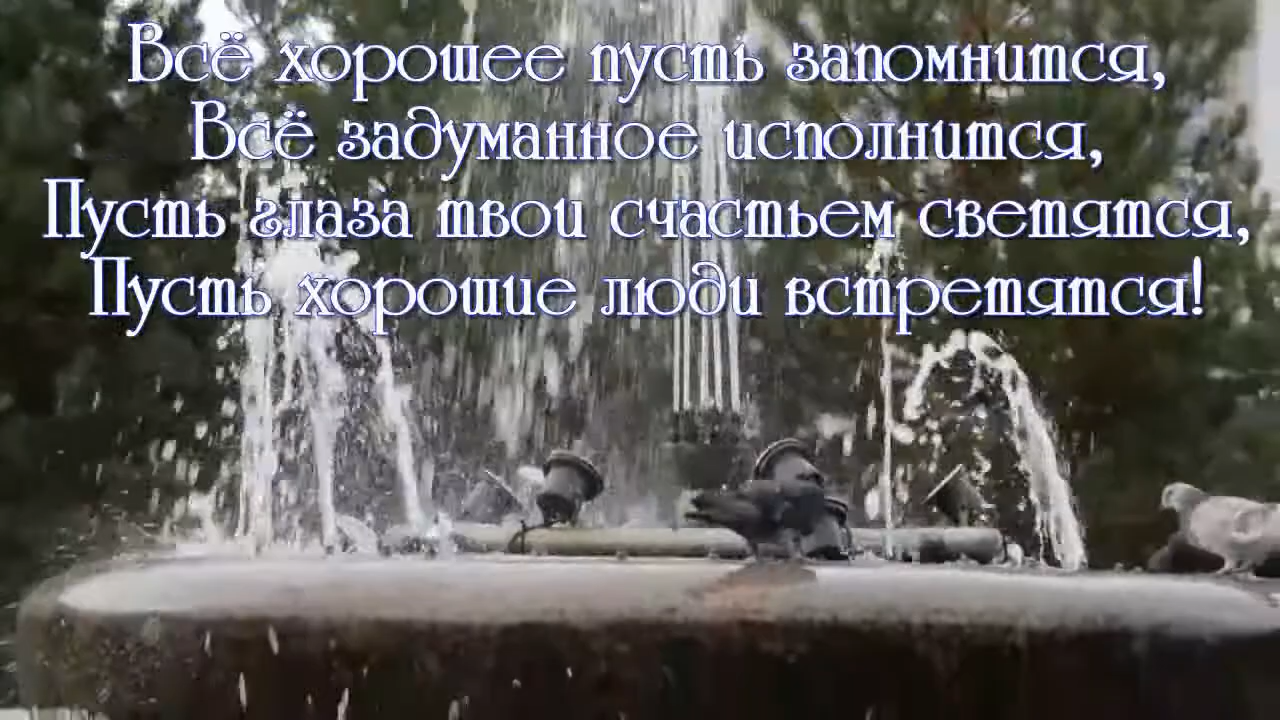 Всё хорошее пусть запомнится,
Всё задуманное исполнится,
Пусть глаза твои счастьем светятся,
Пусть хорошие люди встретятся!